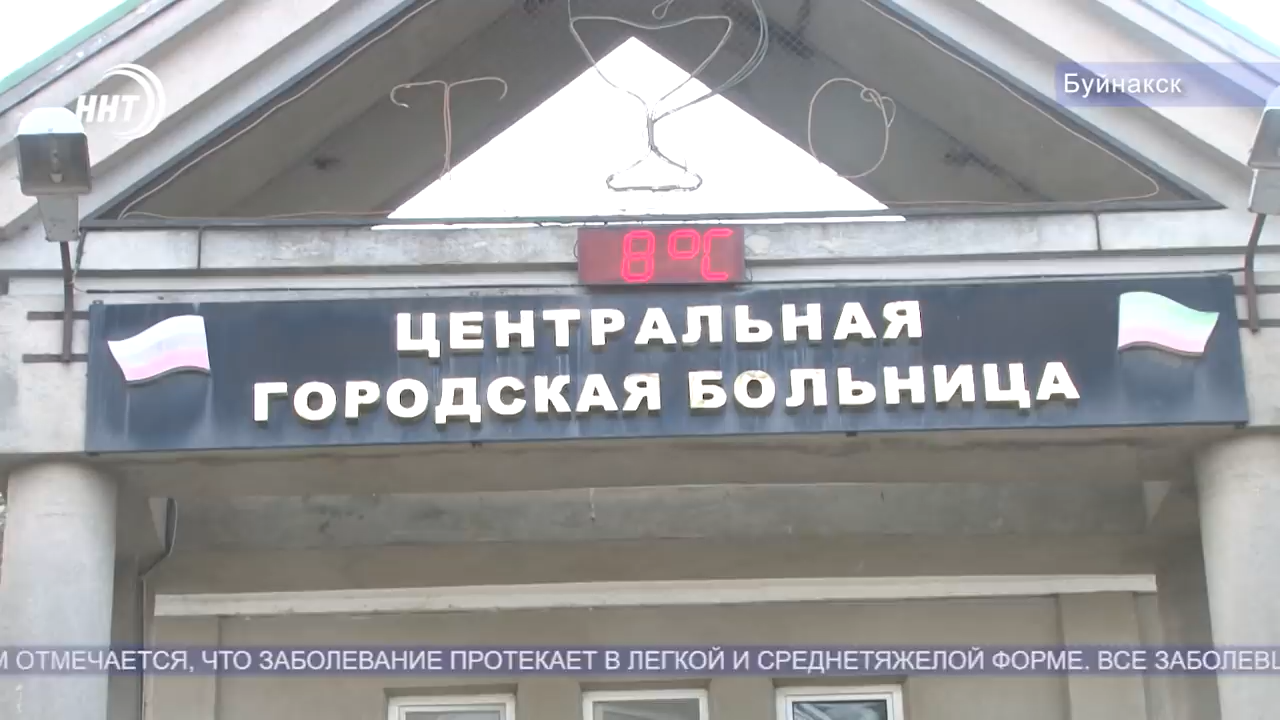 ННТ
Буйнакск
8°C
ЦЕНТРАЛЬНАЯ
ГОРОДСКАЯ БОЛЬНИЦА
ОТМЕЧАЕТСЯ, ЧТО ЗАБОЛЕВАНИЕ ПРОТЕКАЕТ В ЛЕГКОЙ И СРЕДНЕТЯЖЕЛОЙ ФОРМЕ. ВСЕ